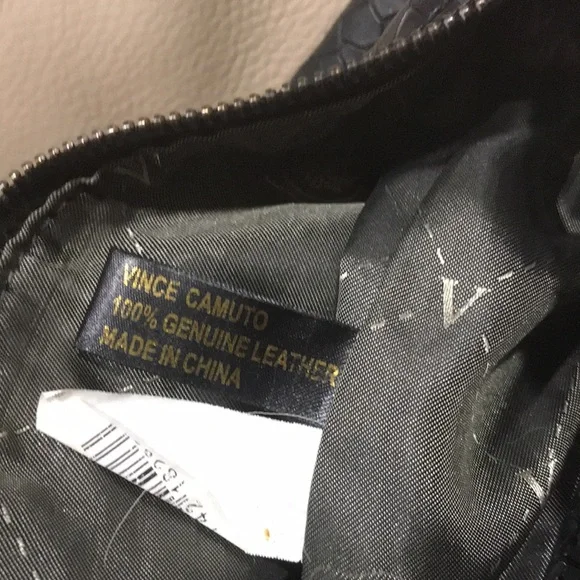 VINCE CAMUTO
100% GENUINE LEATHER
MADE IN CHINA
V
V